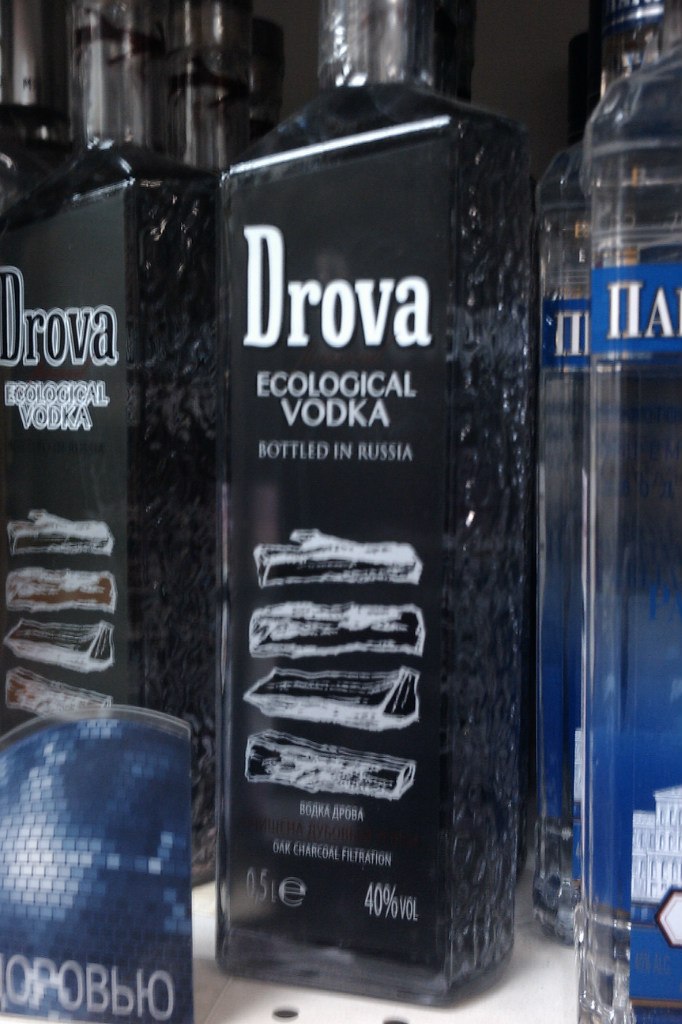 Drova
ECOLOGICAL
VODKA
BOTTLED IN RUSSIA
ВОДКА ДРОВА
OAK CHARCOAL FILTRATION
0,5 L ℮
40% VOL
Drova
ECOLOGICAL
VODKA
ДОРОВЬЮ
ПАР